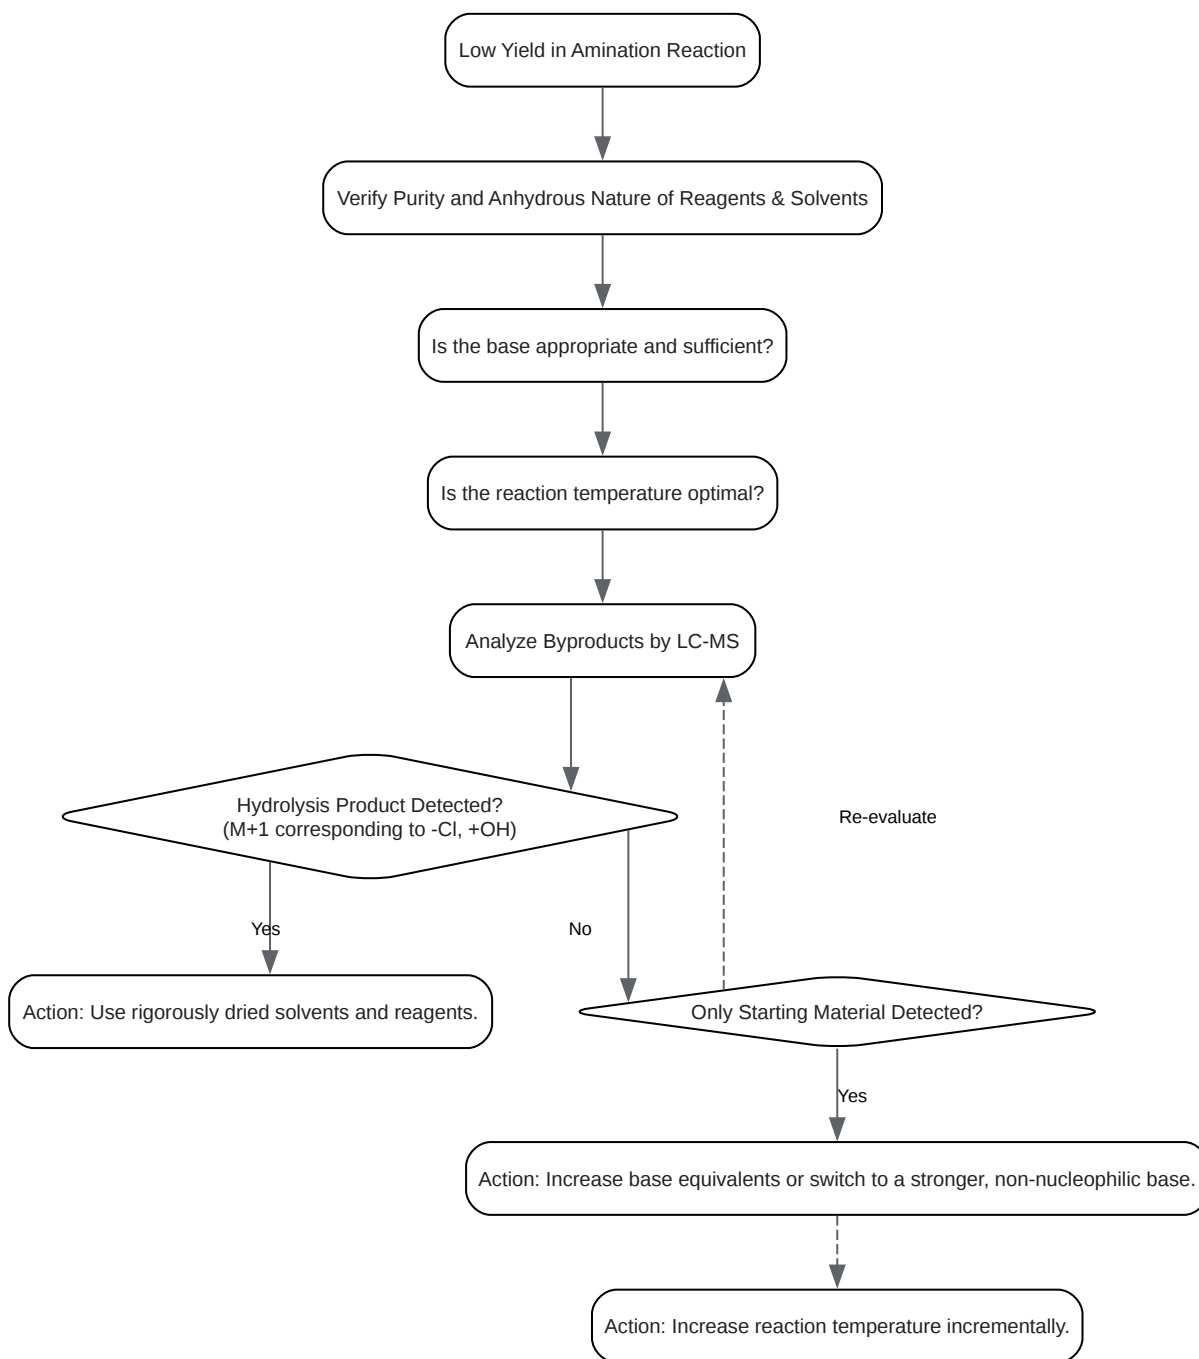 Low Yield in Amination Reaction
Verify Purity and Anhydrous Nature of Reagents & Solvents
Is the base appropriate and sufficient?
Is the reaction temperature optimal?
Analyze Byproducts by LC-MS
Hydrolysis Product Detected?
(M+1 corresponding to -Cl, +OH)
Re-evaluate
Yes
No
Action: Use rigorously dried solvents and reagents.
Only Starting Material Detected?
Yes
Action: Increase base equivalents or switch to a stronger, non-nucleophilic base.
Action: Increase reaction temperature incrementally.